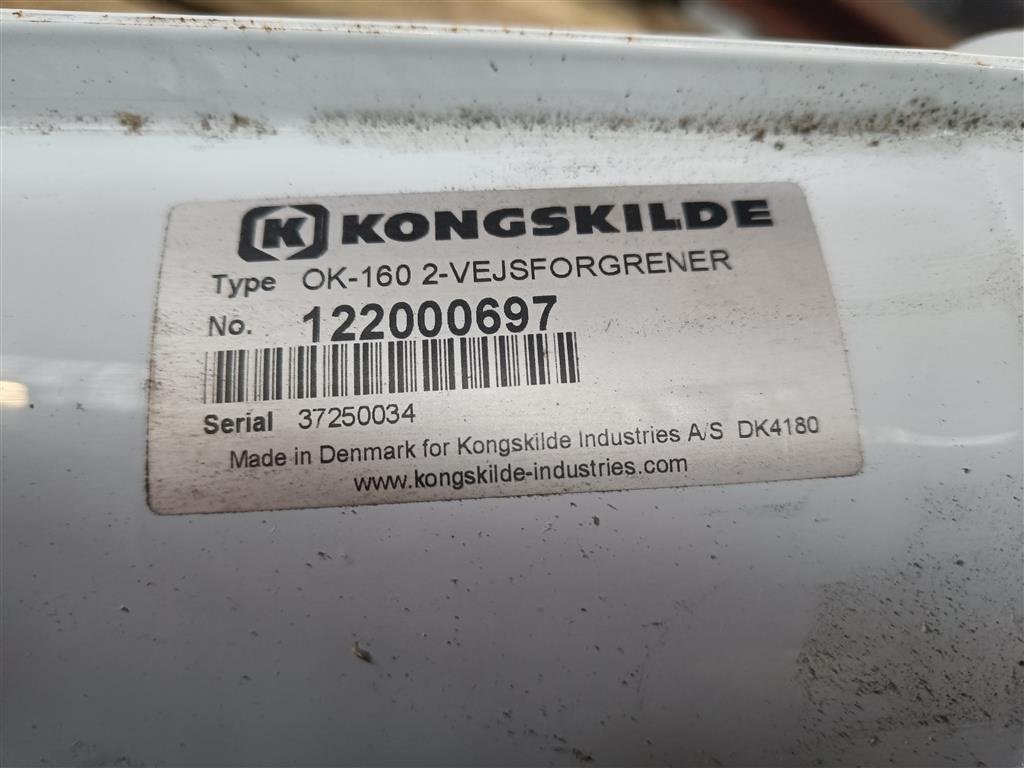 K KONGSKILDE
Type OK-160 2-VEJSFORGRENER
No. 122000697
Serial 37250034
Made in Denmark for Kongskilde Industries A/S DK4180
www.kongskilde-industries.com